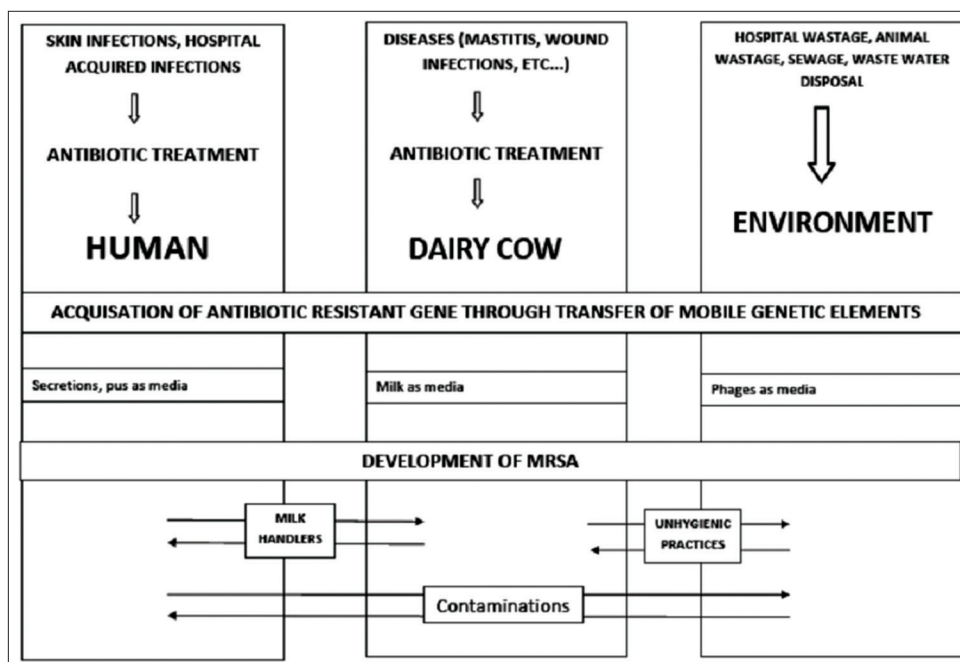 SKIN INFECTIONS, HOSPITAL
ACQUIRED INFECTIONS
ANTIBIOTIC TREATMENT
HUMAN
DISEASES (MASTITIS, WOUND
INFECTIONS, ETC...)
ANTIBIOTIC TREATMENT
DAIRY COW
HOSPITAL WASTAGE, ANIMAL
WASTAGE, SEWAGE, WASTE WATER
DISPOSAL
ENVIRONMENT
ACQUISATION OF ANTIBIOTIC RESISTANT GENE THROUGH TRANSFER OF MOBILE GENETIC ELEMENTS
Secretions, pus as media
Milk as media
Phages as media
DEVELOPMENT OF MRSA
MILK
HANDLERS
UNHYGIENIC
PRACTICES
Contaminations